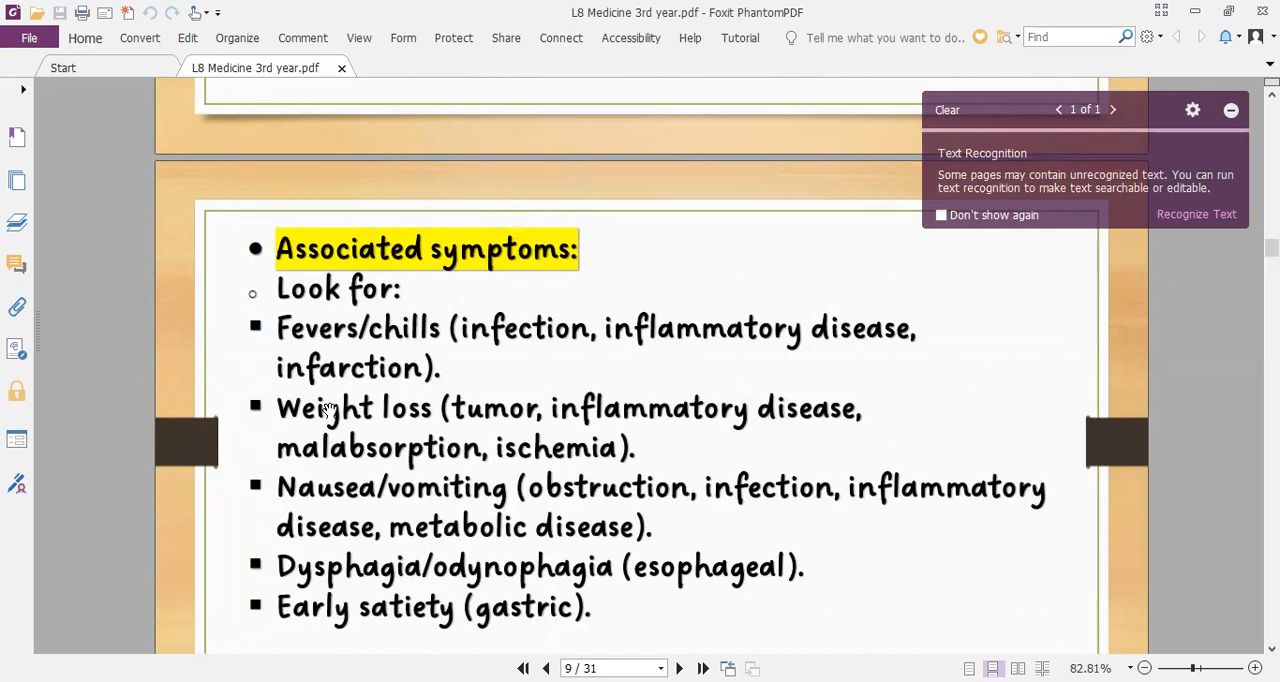 L8 Medicine 3rd year.pdf - Foxit PhantomPDF
File Home Convert Edit Organize Comment View Form Protect Share Connect Accessibility Help Tutorial Tell me what you want to do.. Find
Start L8 Medicine 3rd year.pdf
Clear 1 of 1
Text Recognition
Some pages may contain unrecognized text. You can run
text recognition to make text searchable or editable.
Don't show again Recognize Text
• Associated symptoms:
○ Look for:
▪ Fevers/chills (infection, inflammatory disease,
infarction).
▪ Weight loss (tumor, inflammatory disease,
malabsorption, ischemia).
▪ Nausea/vomiting (obstruction, infection, inflammatory
disease, metabolic disease).
▪ Dysphagia/odynophagia (esophageal).
▪ Early satiety (gastric).
9 / 31 82.81%